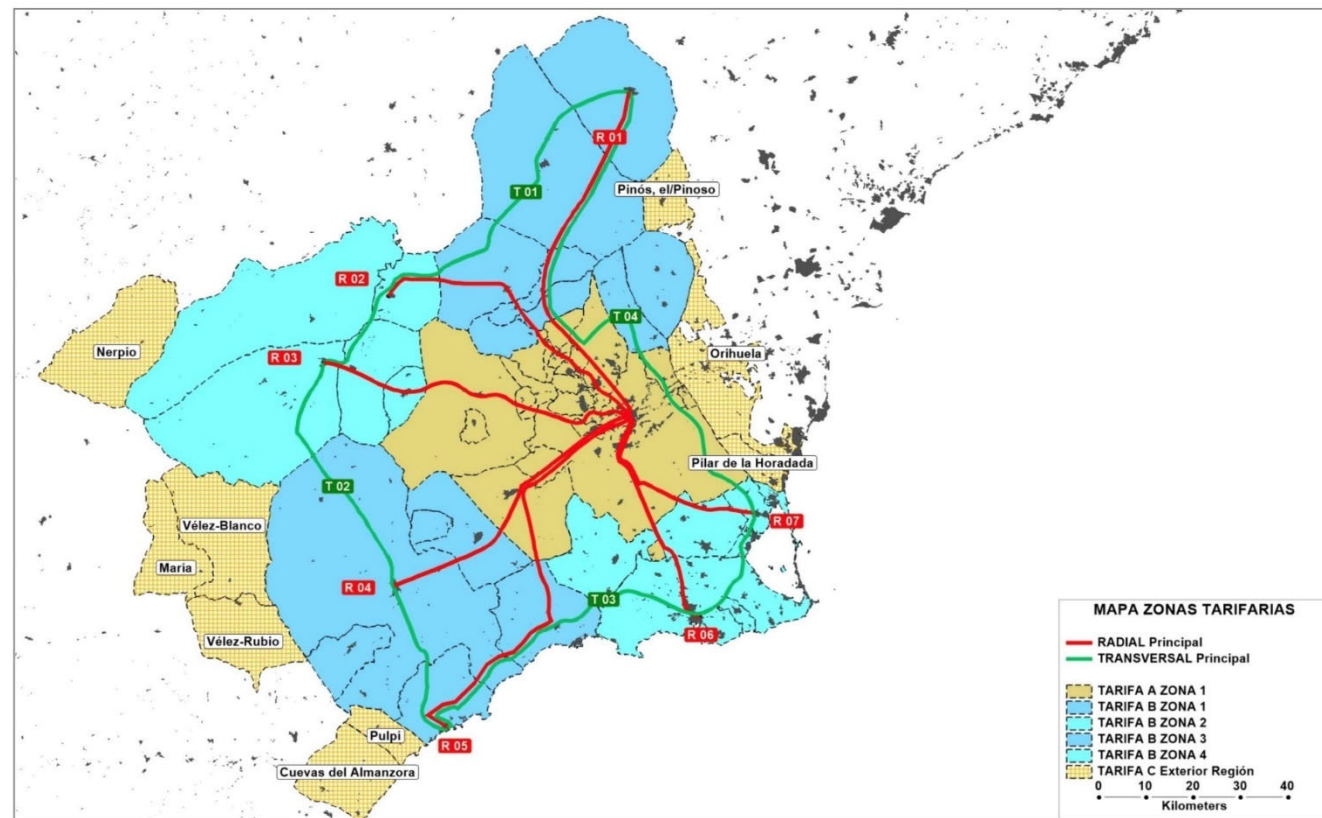 R 01
Pinós, el/Pinoso
T 01
R 02
T 04
Nerpio
R 03
Orihuela
Pilar de la Horadada
T 02
Vélez-Blanco
R 07
María
R 04
T 03
Vélez-Rubio
R 06
Pulpi
R 05
Cuevas del Almanzora
MAPA ZONAS TARIFARIAS
RADIAL Principal
TRANSVERSAL Principal
TARIFA A ZONA 1
TARIFA B ZONA 1
TARIFA B ZONA 2
TARIFA B ZONA 3
TARIFA B ZONA 4
TARIFA C Exterior Región
0 10 20 30 40
Kilometers